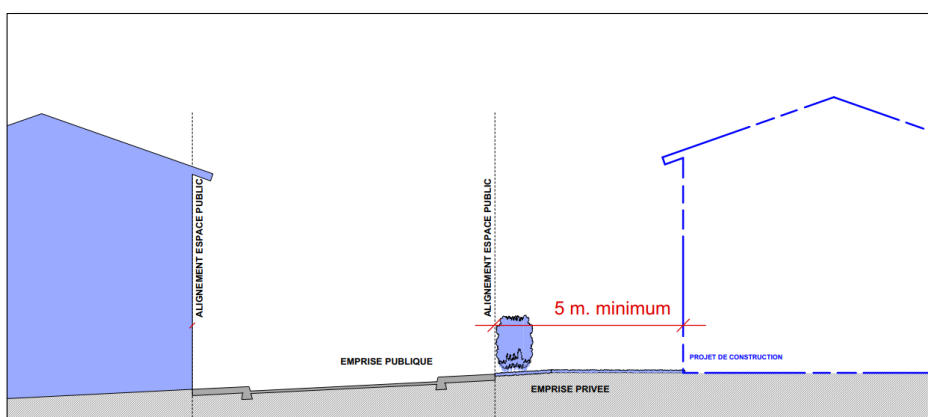 ALIGNEMENT ESPACE PUBLIC
ALIGNEMENT ESPACE PUBLIC
5 m. minimum
EMPRISE PUBLIQUE
PROJET DE CONSTRUCTION
EMPRISE PRIVEE